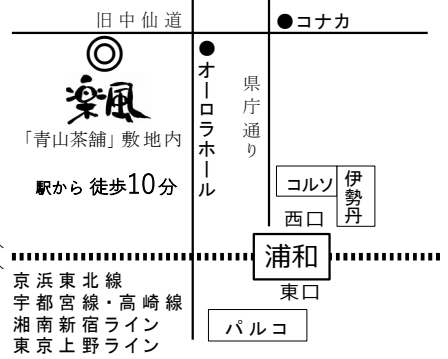 旧中仙道
●コナカ
◎
楽風
「青山茶舗」敷地内
駅から徒歩10分
●オーロラホール
県庁通り
コルソ
伊勢丹
西口
浦和
東口
京浜東北線
宇都宮線・高崎線
湘南新宿ライン
東京上野ライン
パルコ